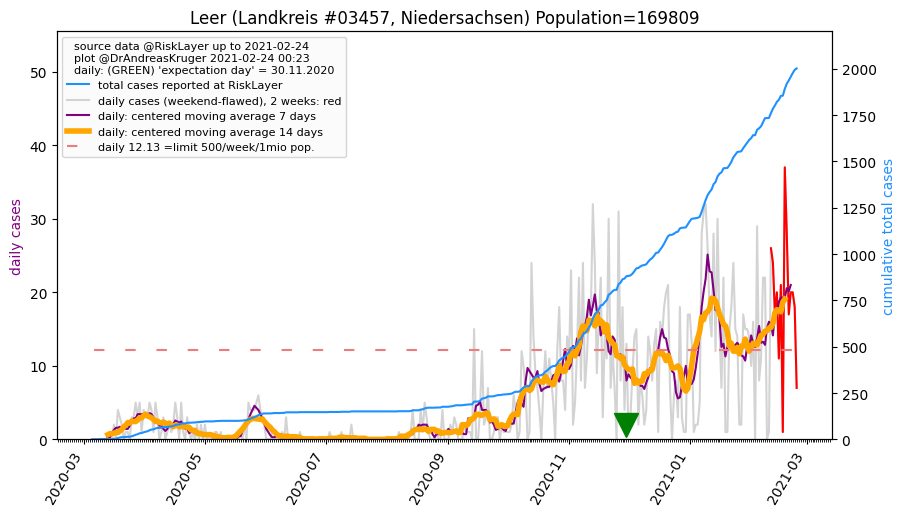 Leer (Landkreis #03457, Niedersachsen) Population=169809
source data @RiskLayer up to 2021-02-24
plot @DrAndreasKruger 2021-02-24 00:23
daily: (GREEN) 'expectation day' = 30.11.2020
total cases reported at RiskLayer
daily cases (weekend-flawed), 2 weeks: red
daily: centered moving average 7 days
daily: centered moving average 14 days
daily 12.13 =limit 500/week/1mio pop.
daily cases
50
40
30
20
10
0
cumulative total cases
2000
1750
1500
1250
1000
750
500
250
0
2020-03
2020-05
2020-07
2020-09
2020-11
2021-01
2021-03